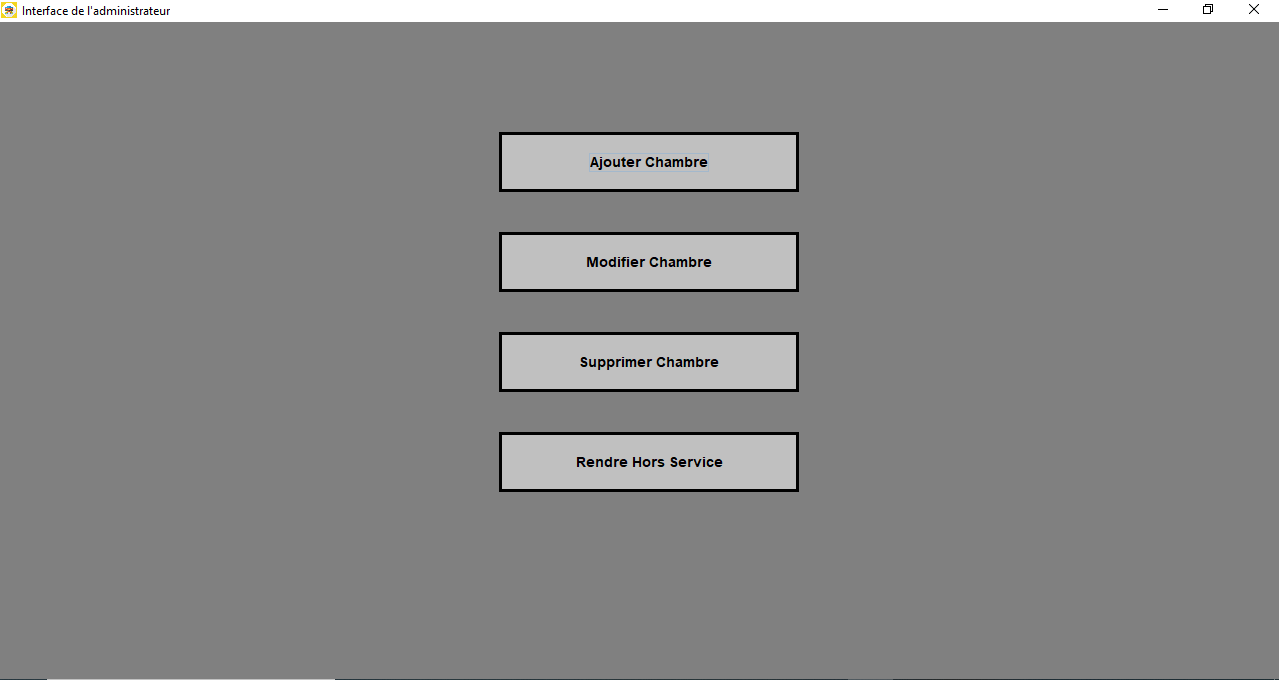 Interface de l'administrateur
Ajouter Chambre
Modifier Chambre
Supprimer Chambre
Rendre Hors Service